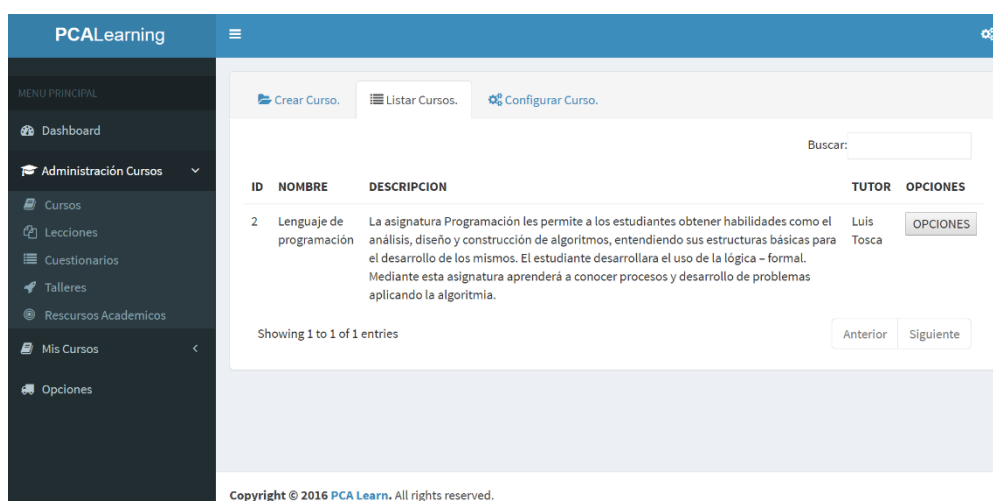 PCALearning
MENU PRINCIPAL
Dashboard
Administración Cursos
Cursos
Lecciones
Cuestionarios
Talleres
Rescursos Academicos
Mis Cursos
Opciones
Crear Curso.
Listar Cursos.
Configurar Curso.
Buscar:
ID NOMBRE DESCRIPCION TUTOR OPCIONES
2 Lenguaje de La asignatura Programación les permite a los estudiantes obtener habilidades como el Luis OPCIONES
programación análisis, diseño y construcción de algoritmos, entendiendo sus estructuras básicas para Tosca
el desarrollo de los mismos. El estudiante desarrollara el uso de la lógica – formal.
Mediante esta asignatura aprenderá a conocer procesos y desarrollo de problemas
aplicando la algoritmia.
Showing 1 to 1 of 1 entries
Anterior Siguiente
Copyright © 2016 PCA Learn. All rights reserved.